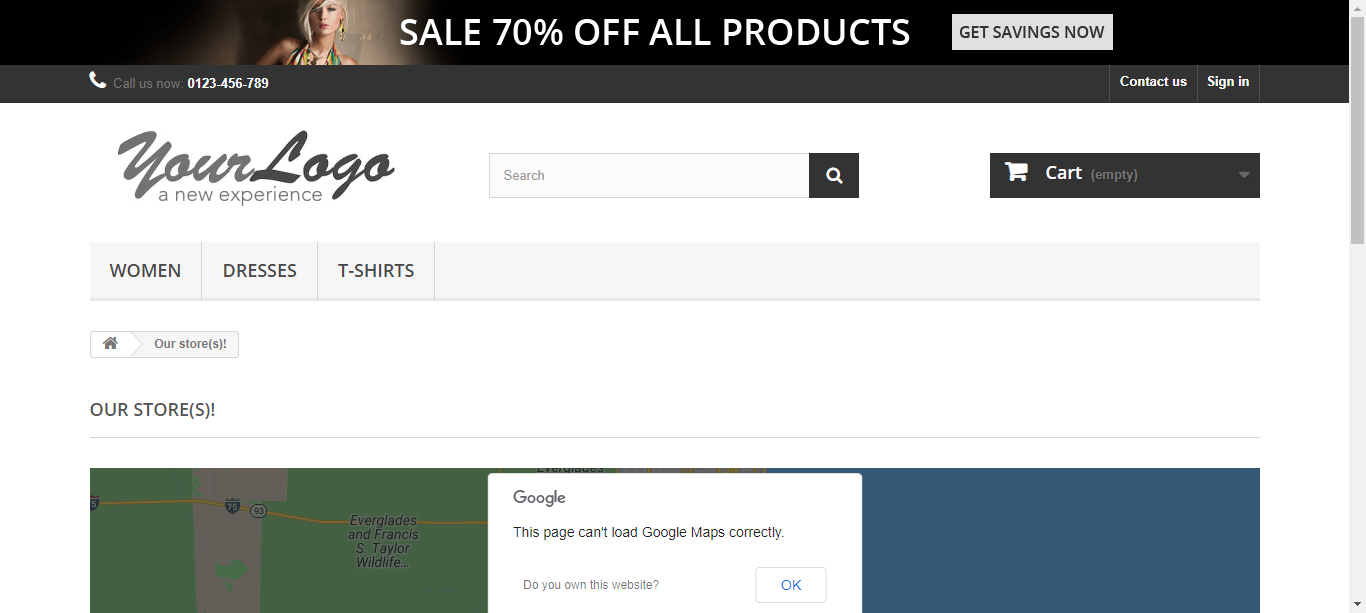 SALE 70% OFF ALL PRODUCTS GET SAVINGS NOW
Call us now: 0123-456-789 Contact us Sign in
YourLogo
a new experience
Search
Cart (empty)
WOMEN DRESSES T-SHIRTS
Our store(s)!
OUR STORE(S)!
Everglades
75
93
Everglades
and Francis
S. Taylor
Wildlife...
Google
This page can't load Google Maps correctly.
Do you own this website? OK